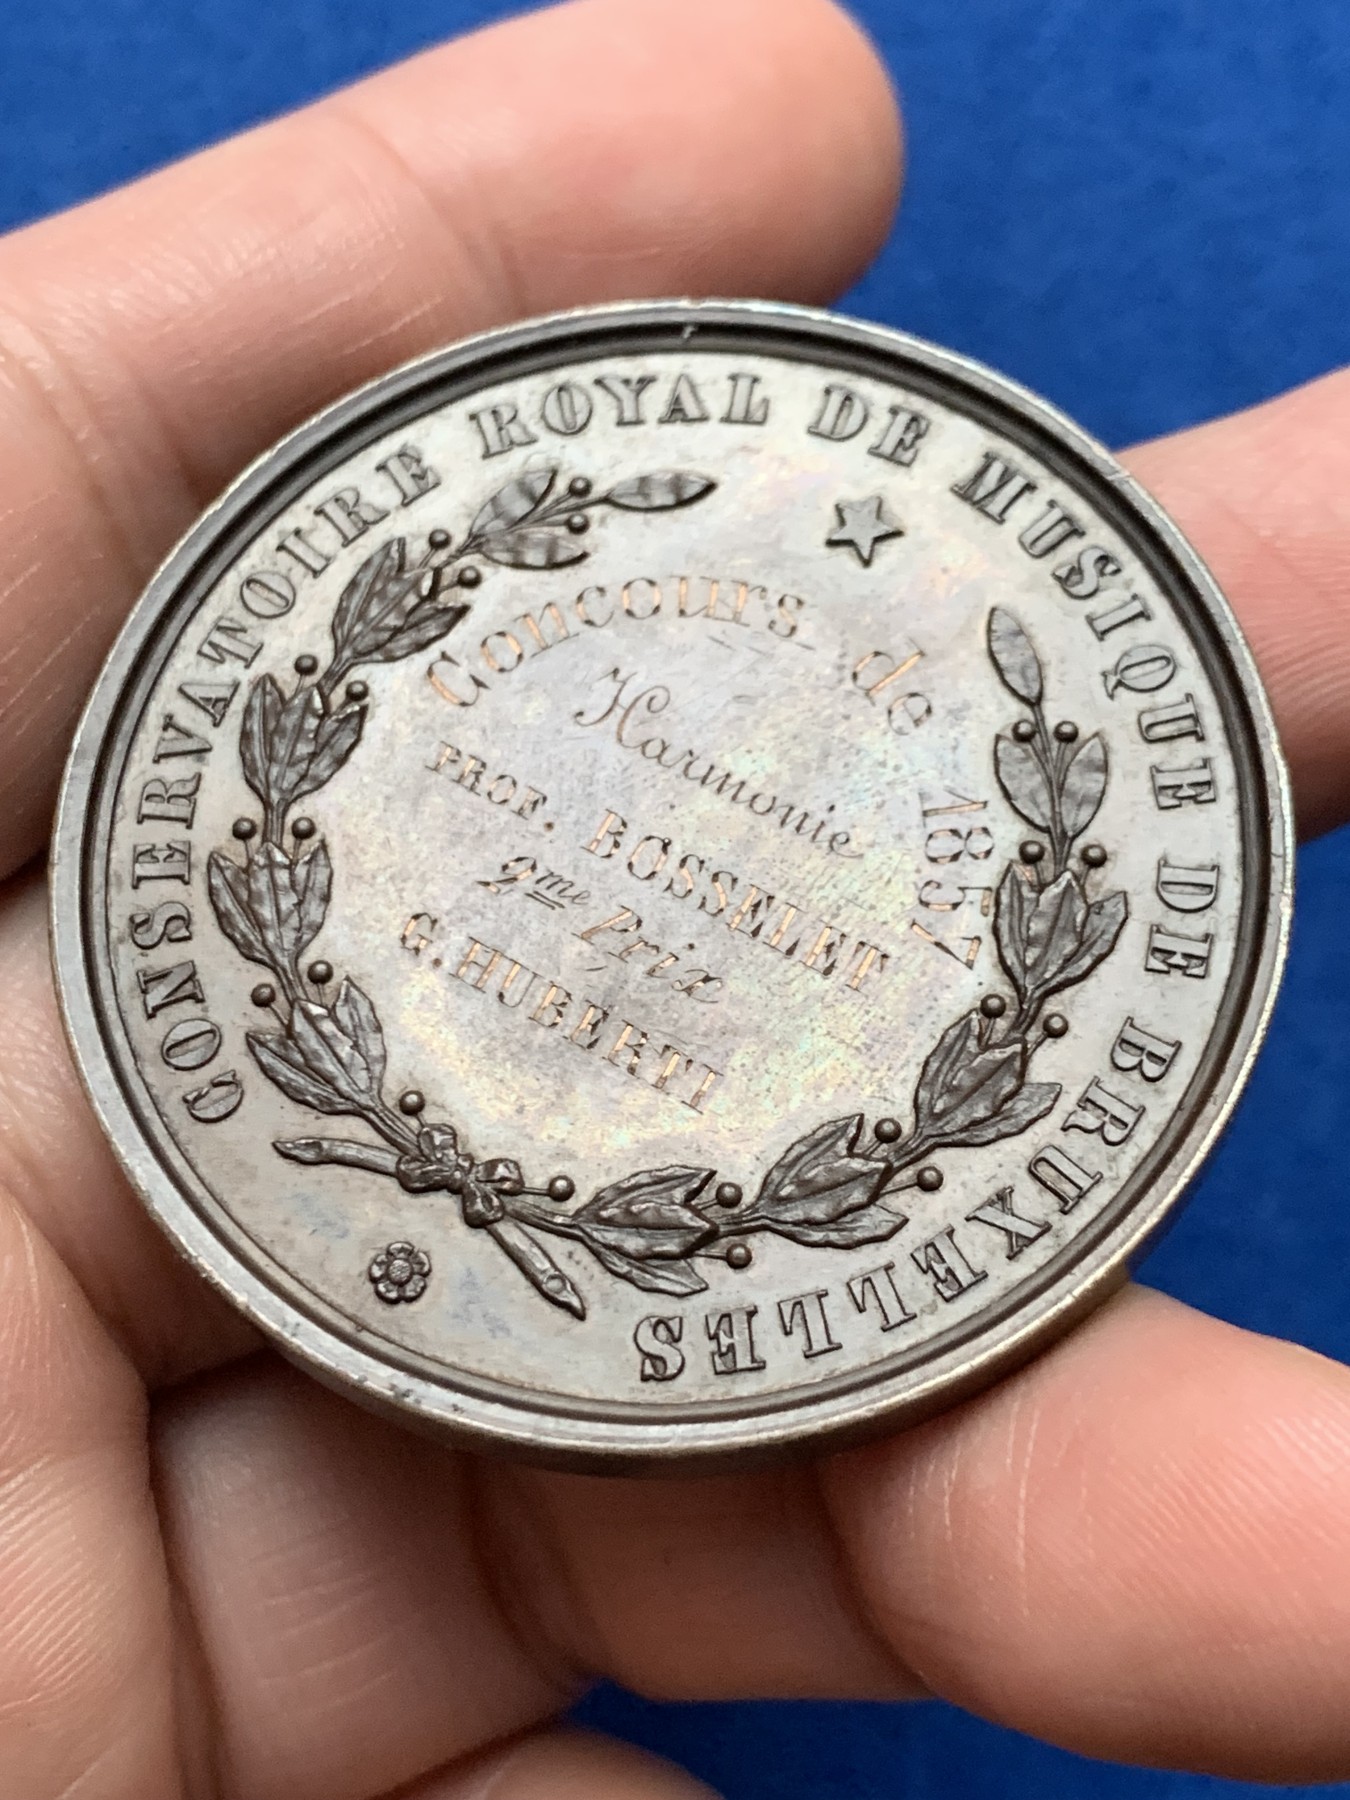 CONSERVATOIRE ROYAL DE MUSIQUE DE BRUXELLES
Concours de 1857
Harmonie
PROF. BOSSELET
2me Prix
G. HUBERTI